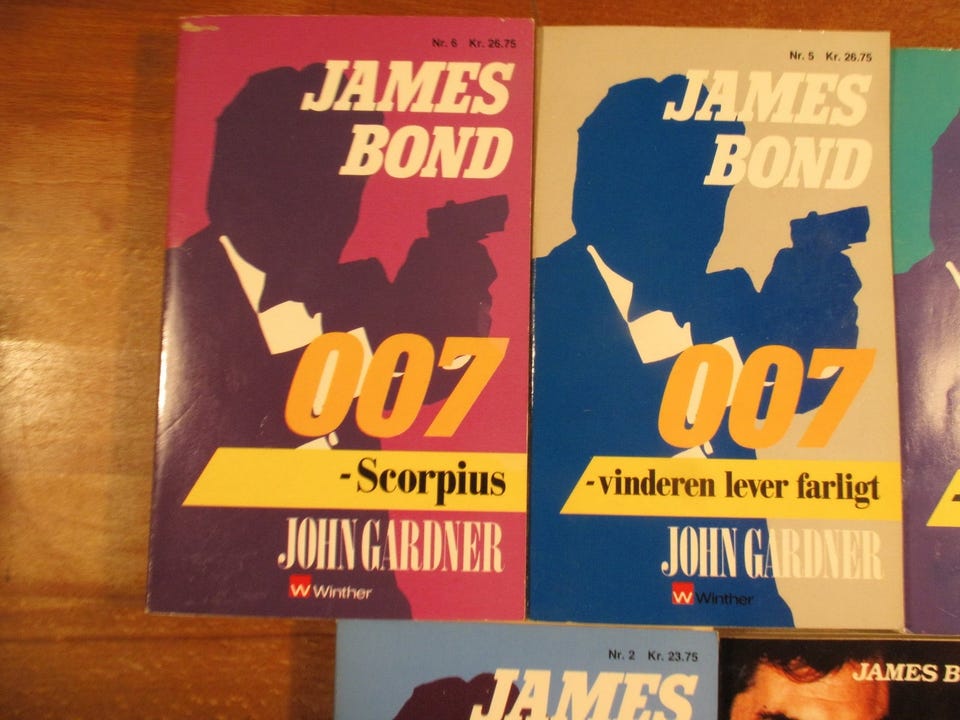 Nr. 6 Kr. 26.75
JAMES
BOND
007
-Scorpius
JOHN GARDNER
W Winther
Nr. 5 Kr. 26.75
JAMES
BOND
007
-vinderen lever farligt
JOHN GARDNER
W Winther
Nr. 2 Kr. 23.75
JAMES
JAMES B